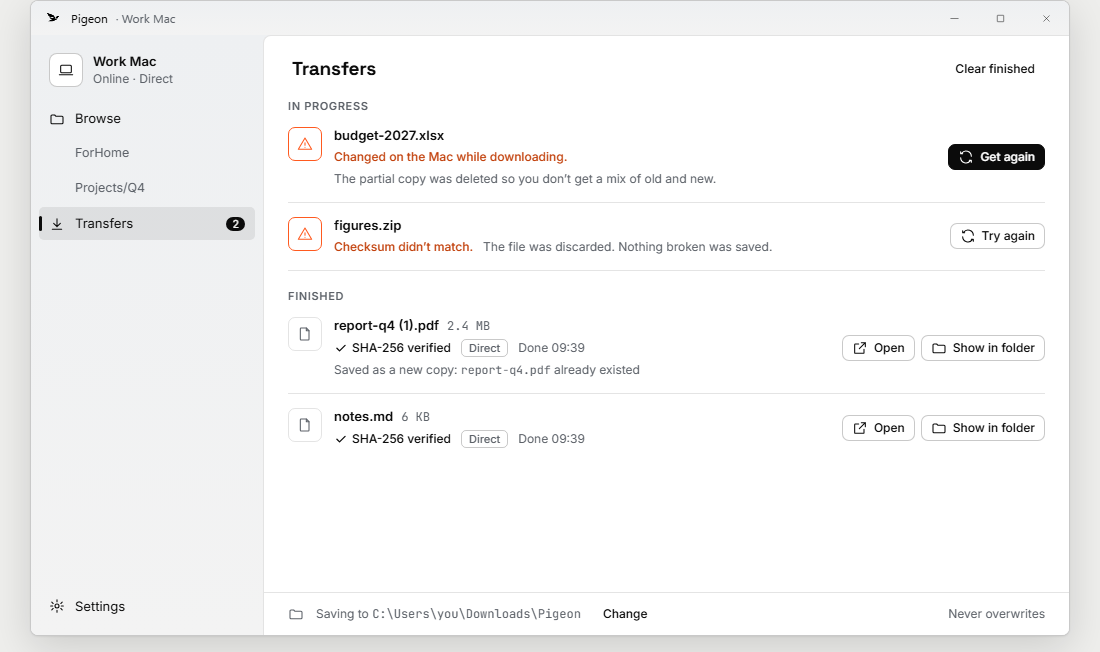 Pigeon · Work Mac
Work Mac
Online · Direct
Browse
ForHome
Projects/Q4
Transfers 2
Settings
Transfers
Clear finished
IN PROGRESS
budget-2027.xlsx
Changed on the Mac while downloading.
The partial copy was deleted so you don’t get a mix of old and new.
Get again
figures.zip
Checksum didn’t match. The file was discarded. Nothing broken was saved.
Try again
FINISHED
report-q4 (1).pdf 2.4 MB
SHA-256 verified Direct Done 09:39
Saved as a new copy: report-q4.pdf already existed
Open Show in folder
notes.md 6 KB
SHA-256 verified Direct Done 09:39
Open Show in folder
Saving to C:\Users\you\Downloads\Pigeon Change
Never overwrites